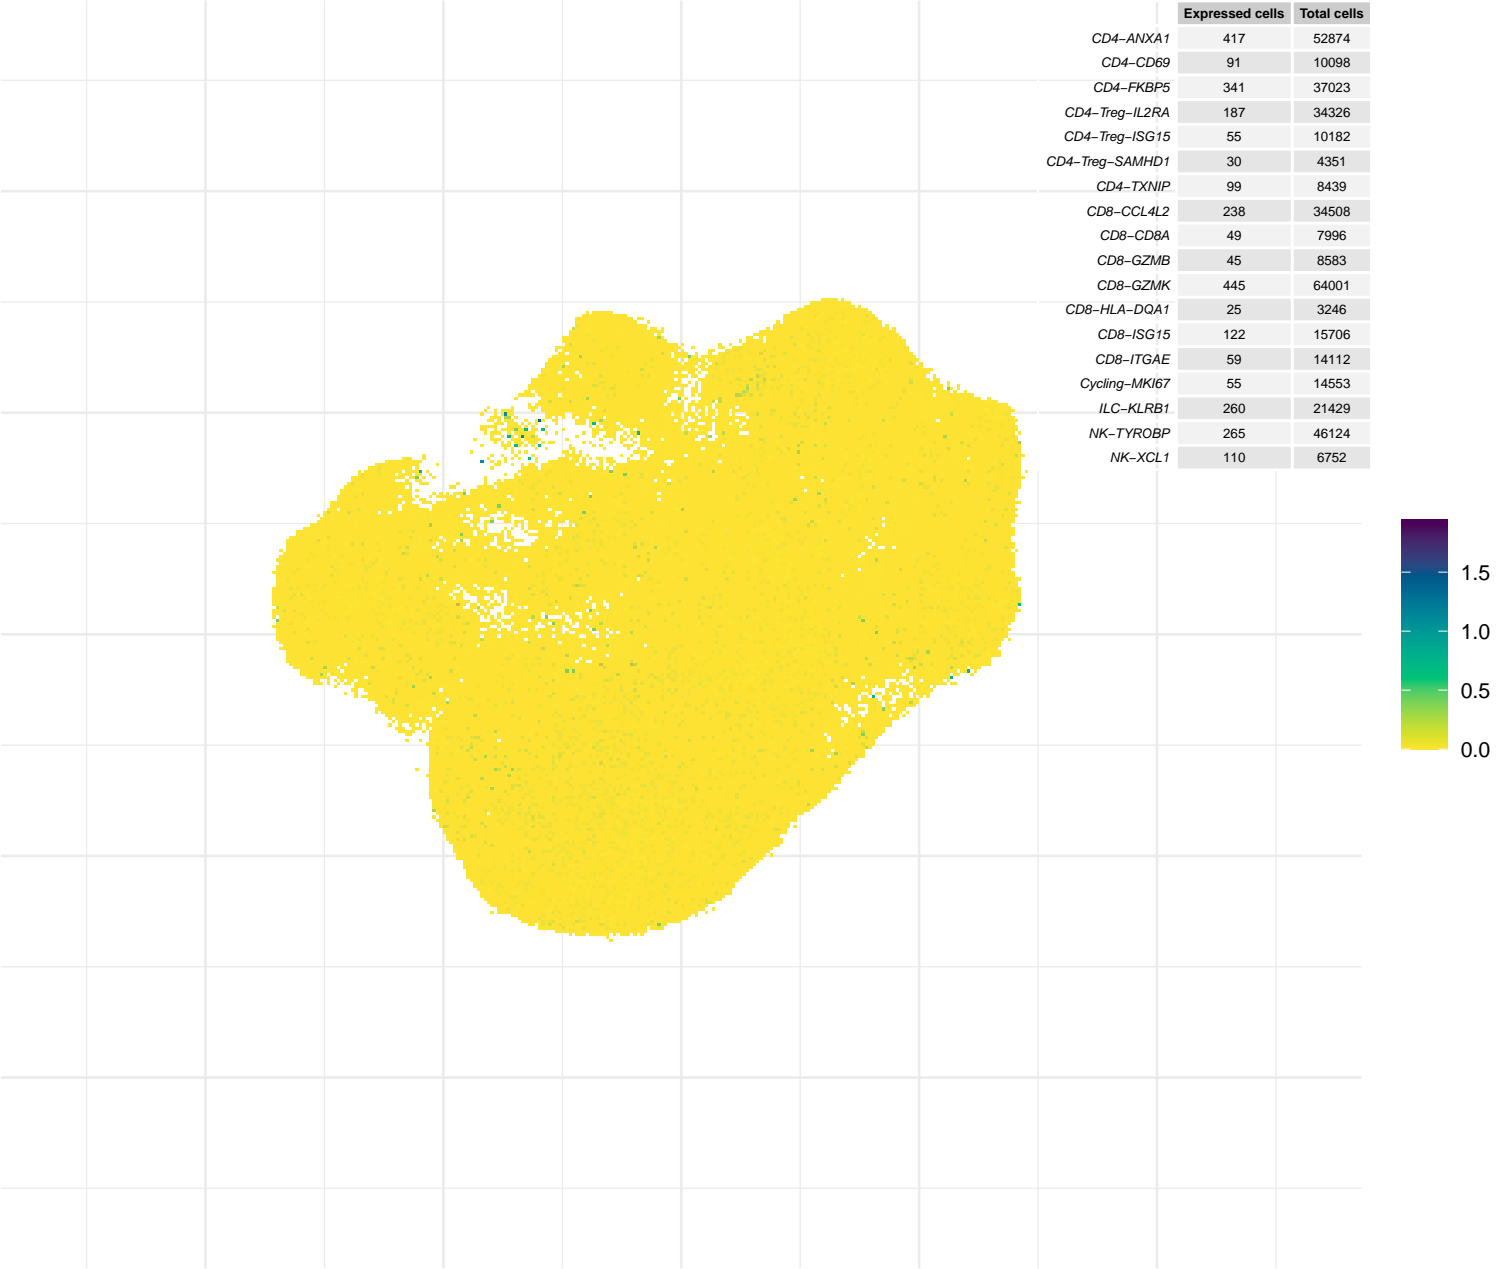 Expressed cells Total cells
CD4−ANXA1 417 52874
CD4−CD69 91 10098
CD4−FKBP5 341 37023
CD4−Treg−IL2RA 187 34326
CD4−Treg−ISG15 55 10182
CD4−Treg−SAMHD1 30 4351
CD4−TXNIP 99 8439
CD8−CCL4L2 238 34508
CD8−CD8A 49 7996
CD8−GZMB 45 8583
CD8−GZMK 445 64001
CD8−HLA−DQA1 25 3246
CD8−ISG15 122 15706
CD8−ITGAE 59 14112
Cycling−MKI67 55 14553
ILC−KLRB1 260 21429
NK−TYROBP 265 46124
NK−XCL1 110 6752
1.5
1.0
0.5
0.0